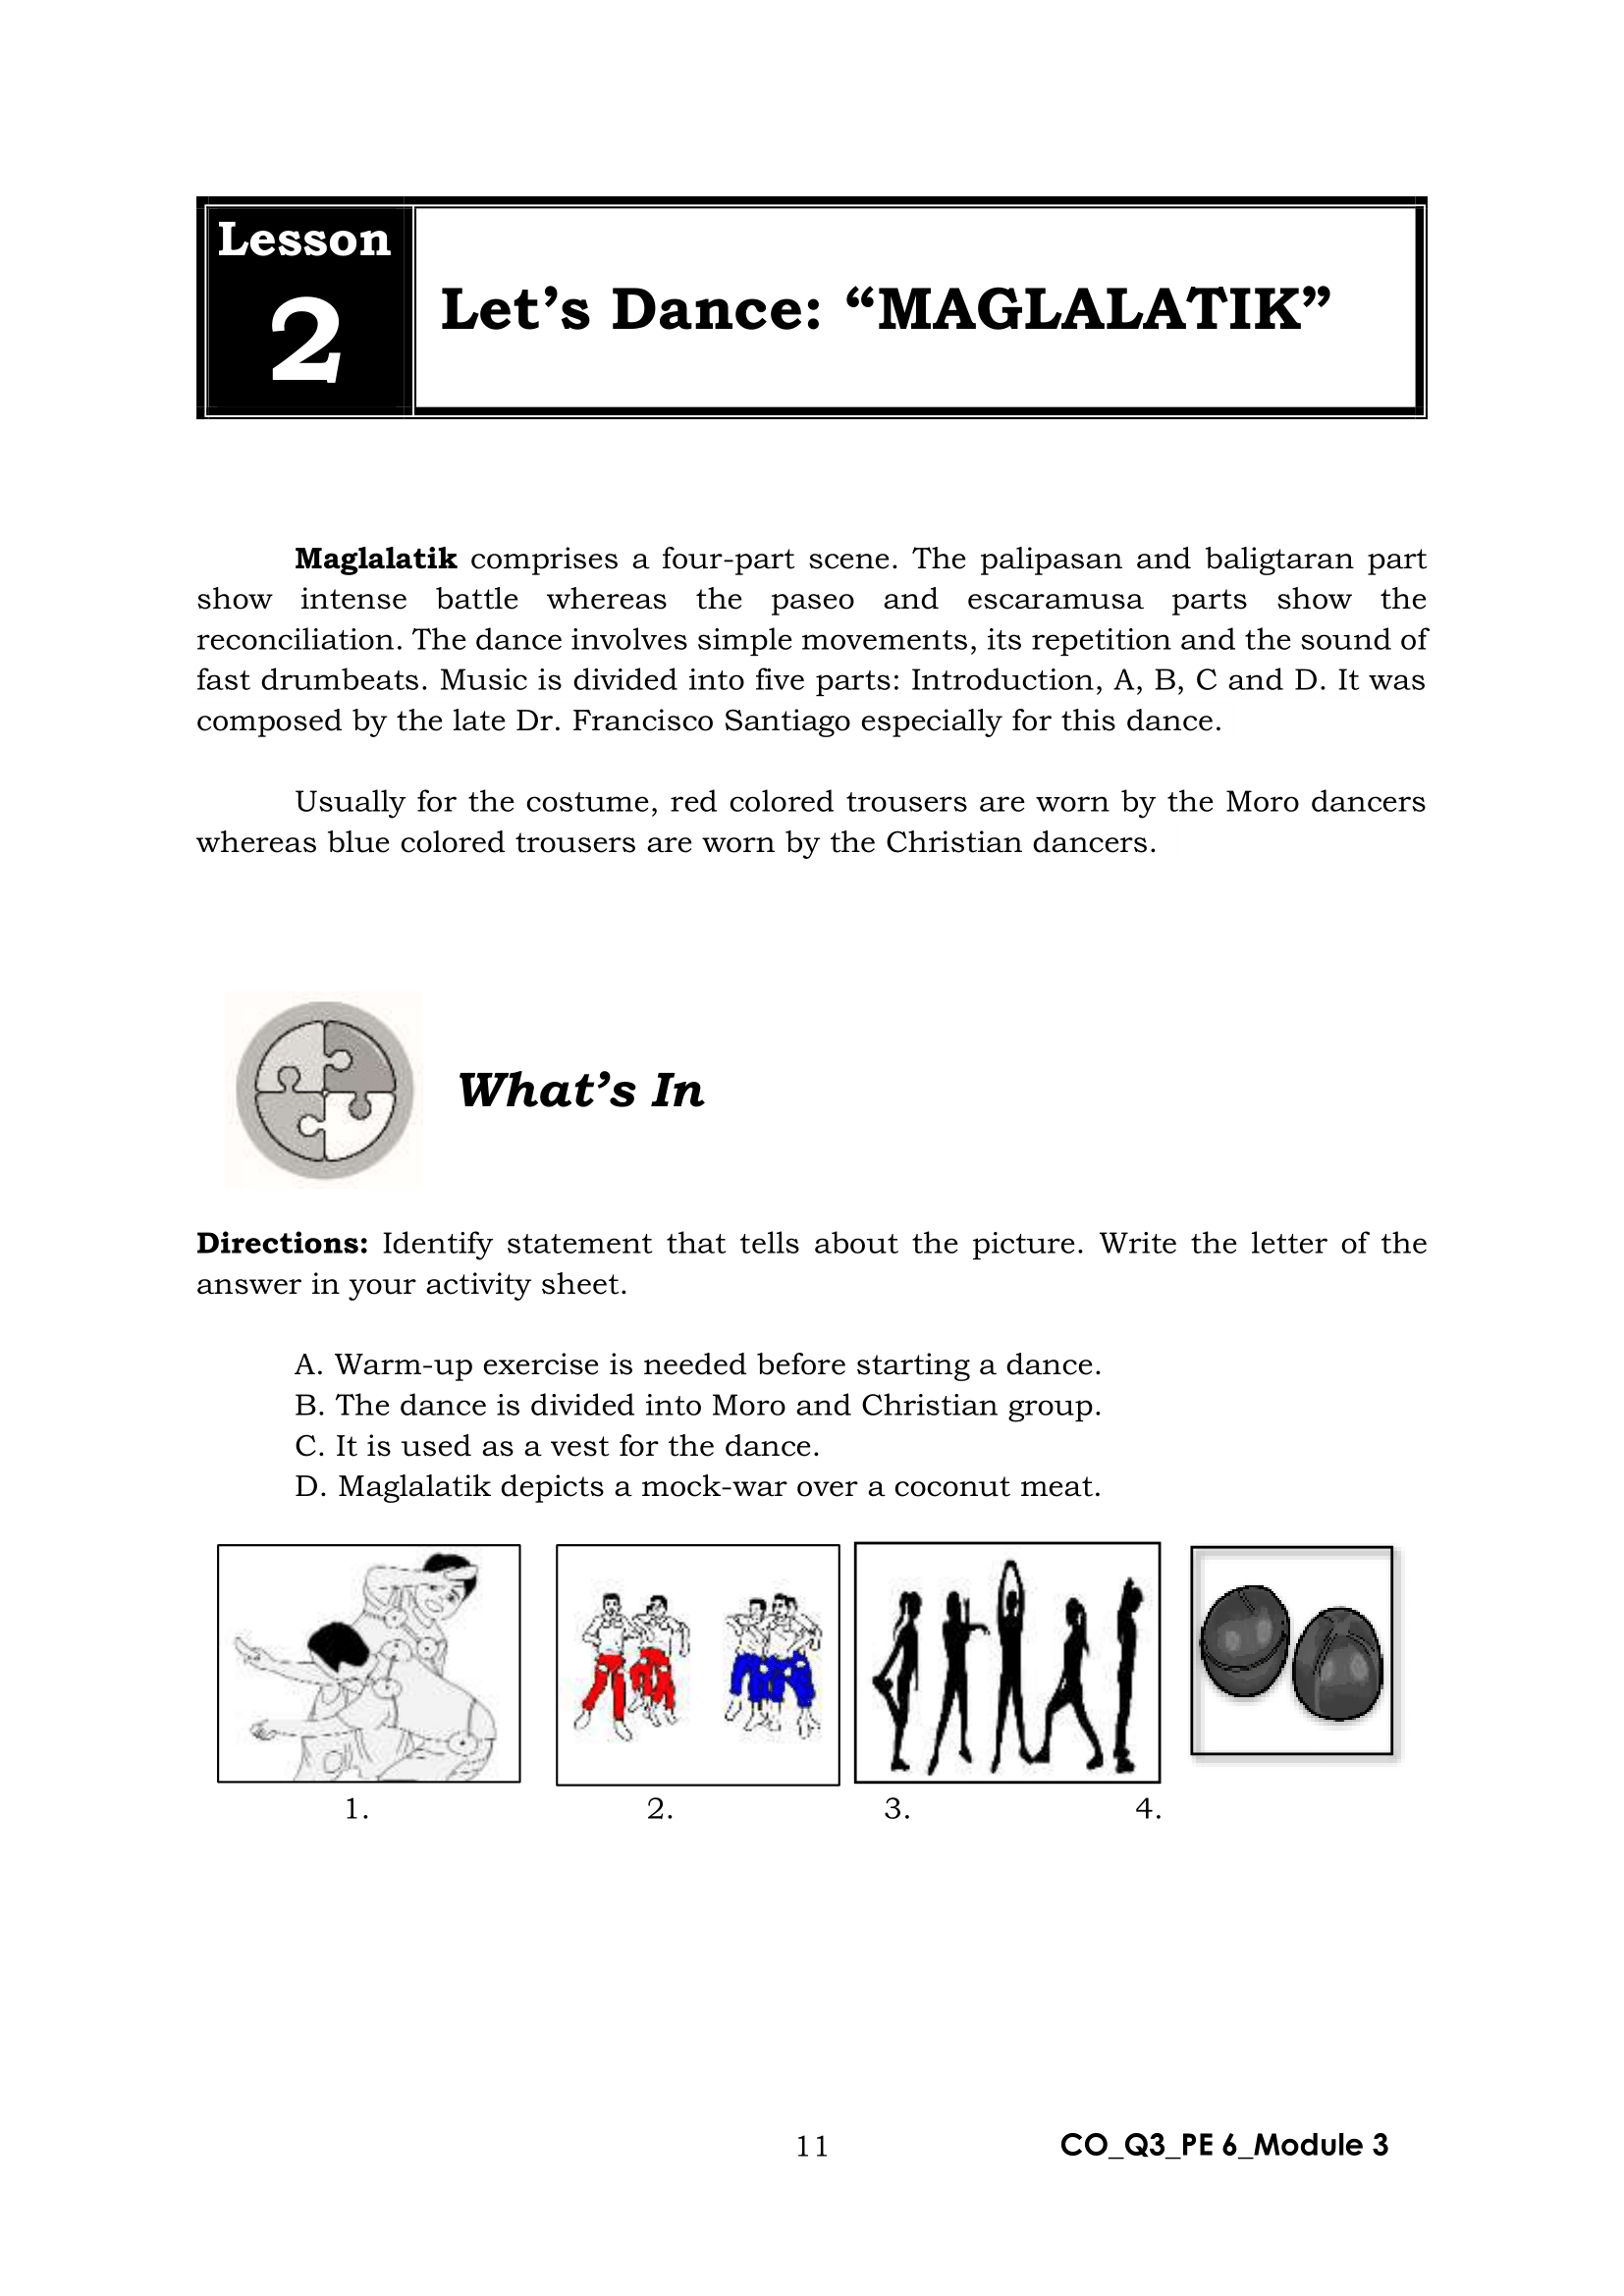 Lesson
2
Let’s Dance: “MAGLALATIK”
Maglalatik comprises a four-part scene. The palipasan and baligtaran part
show intense battle whereas the paseo and escaramusa parts show the
reconciliation. The dance involves simple movements, its repetition and the sound of
fast drumbeats. Music is divided into five parts: Introduction, A, B, C and D. It was
composed by the late Dr. Francisco Santiago especially for this dance.
Usually for the costume, red colored trousers are worn by the Moro dancers
whereas blue colored trousers are worn by the Christian dancers.
What’s In
Directions: Identify statement that tells about the picture. Write the letter of the
answer in your activity sheet.
A. Warm-up exercise is needed before starting a dance.
B. The dance is divided into Moro and Christian group.
C. It is used as a vest for the dance.
D. Maglalatik depicts a mock-war over a coconut meat.
1. 2. 3. 4.
11 CO_Q3_PE 6_Module 3